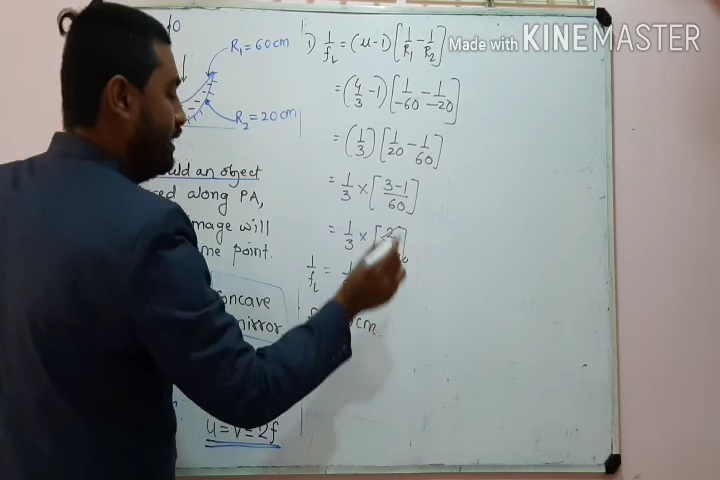 R₁ = 60cm
R₂ = 20cm
ould an object
ed along PA,
mage will
me point.
oncave
mirror
u = v = 2f
1) 1/f_L = (μ-1) [1/R₁ - 1/R₂]
= (4/3 - 1) [1/-60 - 1/-20]
= (1/3) [1/20 - 1/60]
= 1/3 × [3-1/60]
= 1/3 × [2
1/f_L =
cm
Made with KINEMASTER